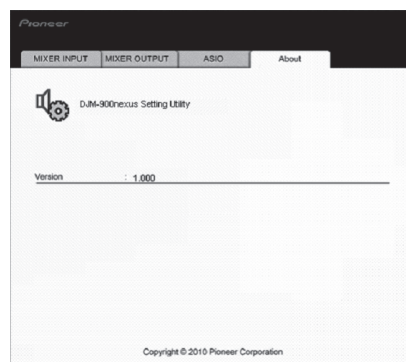 Pioneer
MIXER INPUT MIXER OUTPUT ASIO About
DJM-900nexus Setting Utility
Version : 1.000
Copyright © 2010 Pioneer Corporation